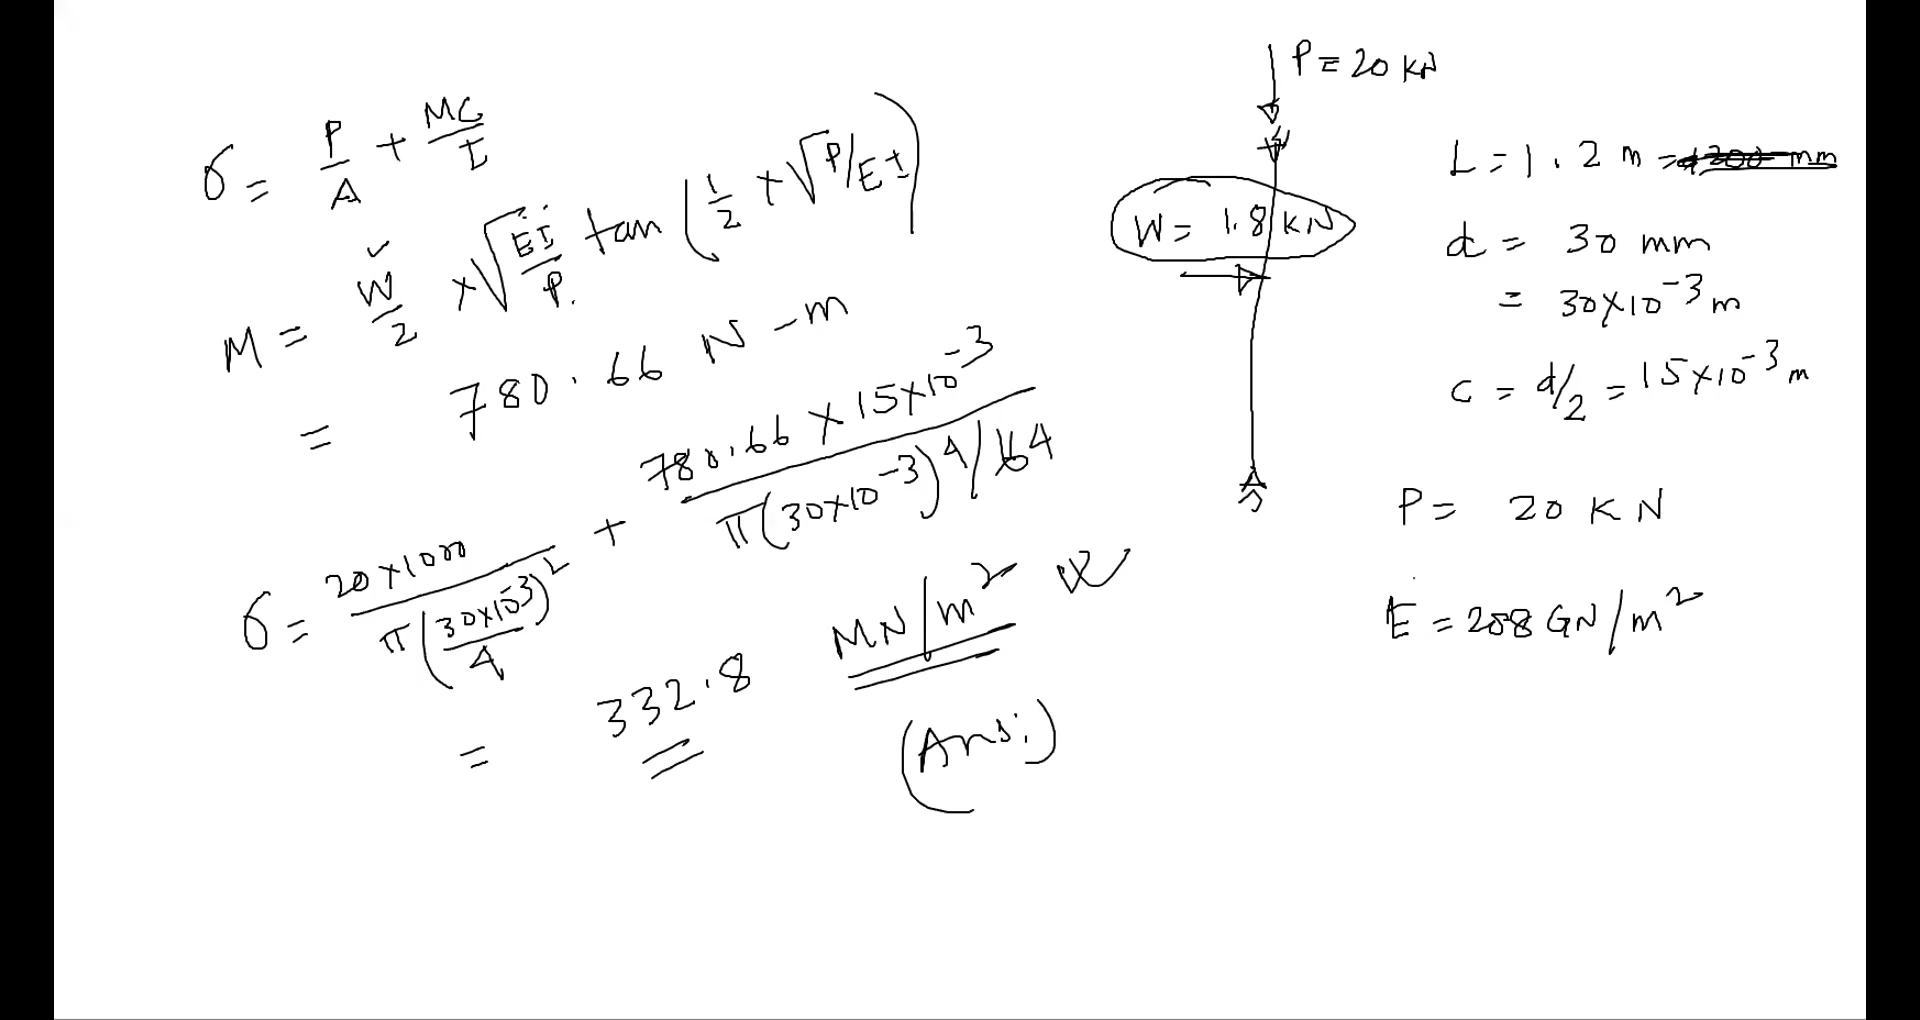 σ = P/A + MC/I
M = W/2 × √(EI/P) tan (1/2 × √P/EI)
= 780.66 N-m
σ = 20×1000 / π(30×10⁻³/4)² + 780.66 × 15×10⁻³ / π(30×10⁻³)⁴/64
= 332.8 MN/m²
(Ans:)
P = 20 KN
W = 1.8 KN
L = 1.2 m =
d = 30 mm
= 30×10⁻³ m
C = d/2 = 15×10⁻³ m
P = 20 KN
E = 208 GN/m²